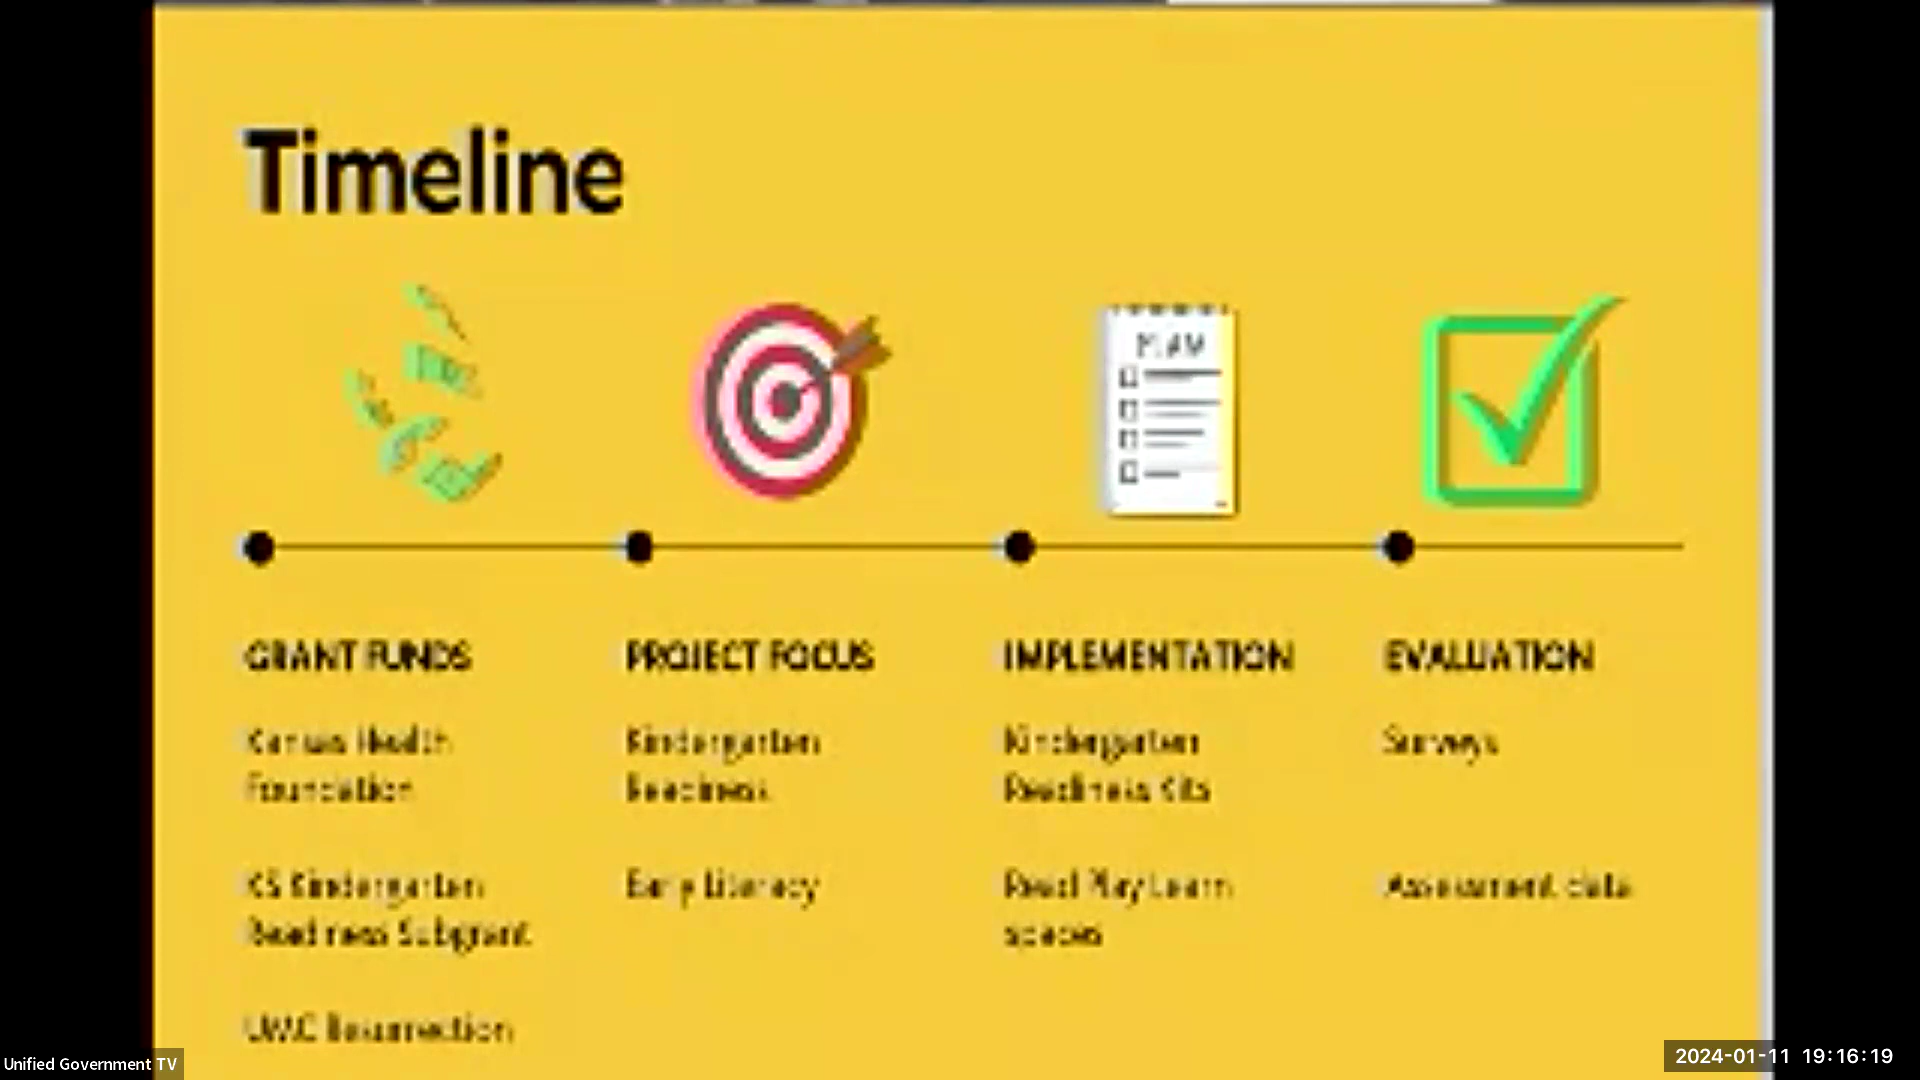 Timeline
PLAN
GRANT FUNDS
Kansas Health
Foundation
KS Kindergarten
Readiness Subgrant
UMC Resurrection
PROJECT FOCUS
Kindergarten
Readiness
Early Literacy
IMPLEMENTATION
Kindergarten
Readiness Kits
Read Play Learn
spaces
EVALUATION
Surveys
Assessment data
Unified Government TV
2024-01-11 19:16:19